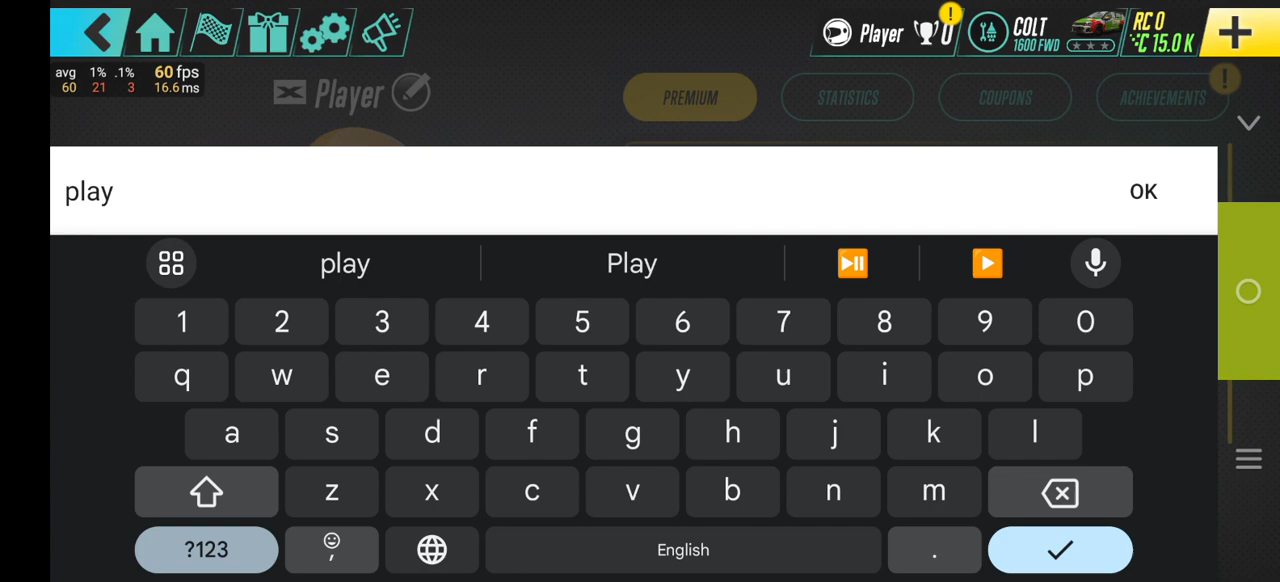 Player 0 COLT 1600 FWD RC 0 C 15.0 K
avg 1% .1% 60 fps
60 21 3 16.6 ms
Player PREMIUM STATISTICS COUPONS ACHIEVEMENTS
play OK
play Play
1 2 3 4 5 6 7 8 9 0
q w e r t y u i o p
a s d f g h j k l
z x c v b n m
?123 , English .